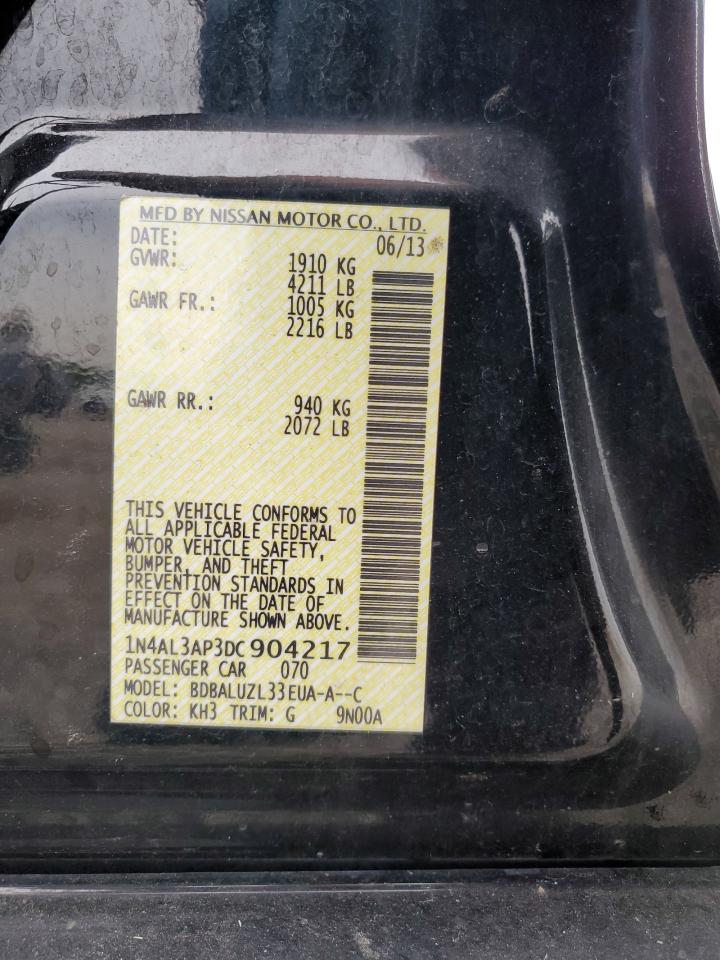 MFD BY NISSAN MOTOR CO., LTD.
DATE: 06/13
GVWR: 1910 KG
4211 LB
GAWR FR.: 1005 KG
2216 LB
GAWR RR.: 940 KG
2072 LB
THIS VEHICLE CONFORMS TO
ALL APPLICABLE FEDERAL
MOTOR VEHICLE SAFETY,
BUMPER, AND THEFT
PREVENTION STANDARDS IN
EFFECT ON THE DATE OF
MANUFACTURE SHOWN ABOVE.
1N4AL3AP3DC904217
PASSENGER CAR 070
MODEL: BDBALUZL33EUA-A--C
COLOR: KH3 TRIM: G 9N00A